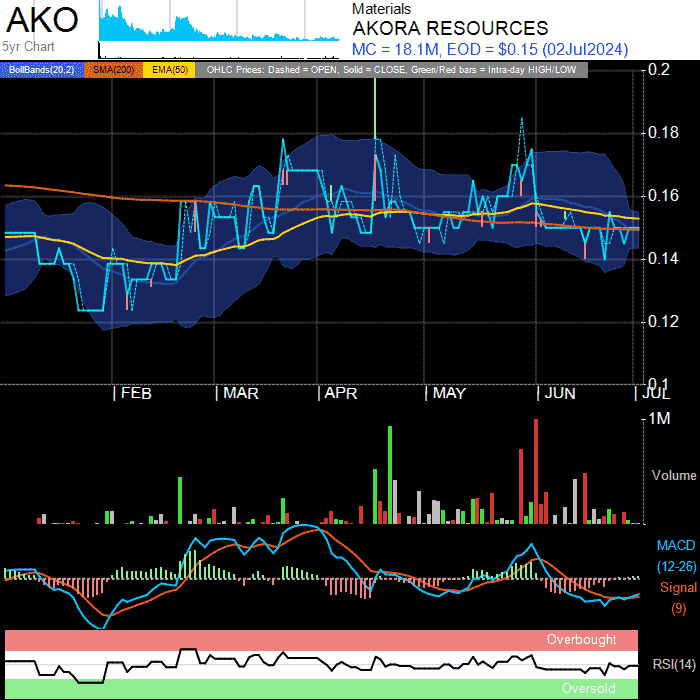 AKO
5yr Chart
Materials
AKORA RESOURCES
MC = 18.1M, EOD = $0.15 (02Jul2024)
BollBands(20,2) SMA(200) EMA(50) OHLC Prices: Dashed = OPEN, Solid = CLOSE, Green/Red bars = Intra-day HIGH/LOW
0.2
0.18
0.16
0.14
0.12
0.1
FEB MAR APR MAY JUN JUL
1M
Volume
MACD
(12-26)
Signal
(9)
Overbought
RSI(14)
Oversold